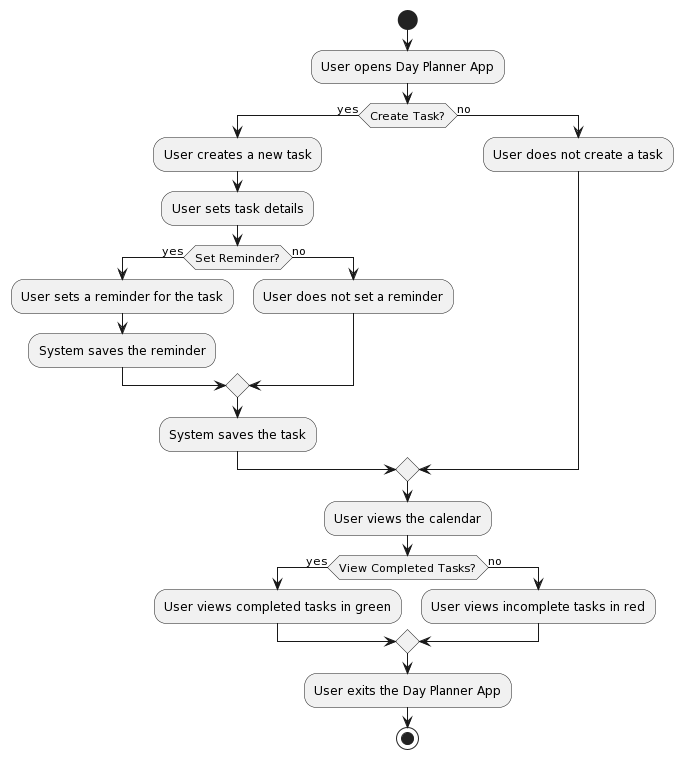 User opens Day Planner App
yes
Create Task?
no
User creates a new task
User does not create a task
User sets task details
yes
Set Reminder?
no
User sets a reminder for the task
User does not set a reminder
System saves the reminder
System saves the task
User views the calendar
yes
View Completed Tasks?
no
User views completed tasks in green
User views incomplete tasks in red
User exits the Day Planner App